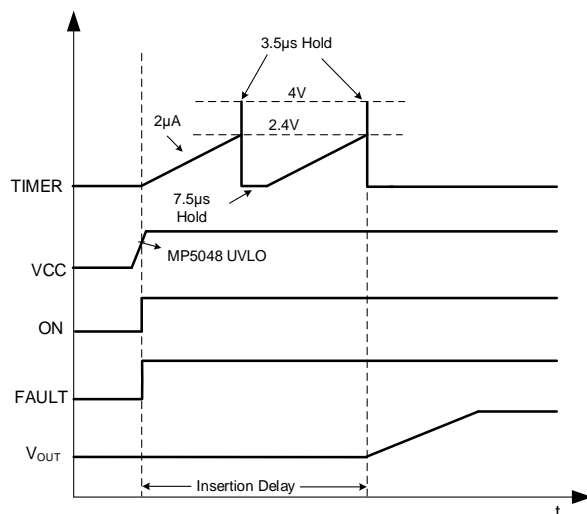 3.5µs Hold
4V
2µA
2.4V
TIMER
7.5µs
Hold
MP5048 UVLO
VCC
ON
FAULT
VOUT
Insertion Delay
t